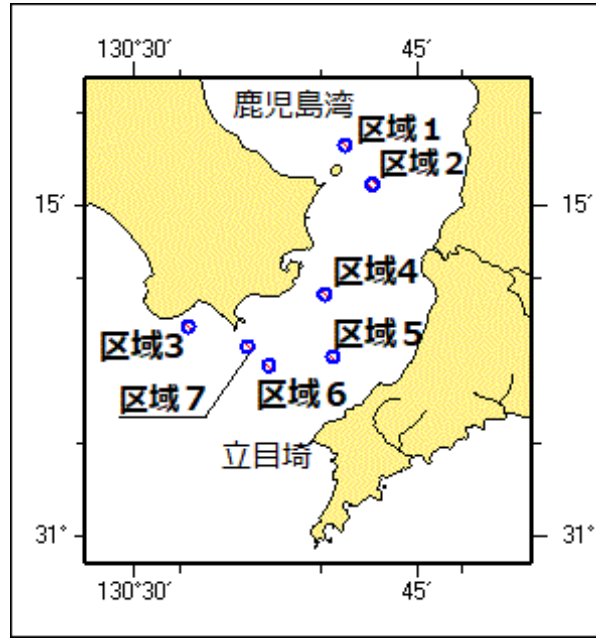 130°30′ 45′
鹿児島湾
区域１
区域２
15′ 15′
区域4
区域3
区域5
区域７
区域６
立目埼
31° 31°
130°30′ 45′